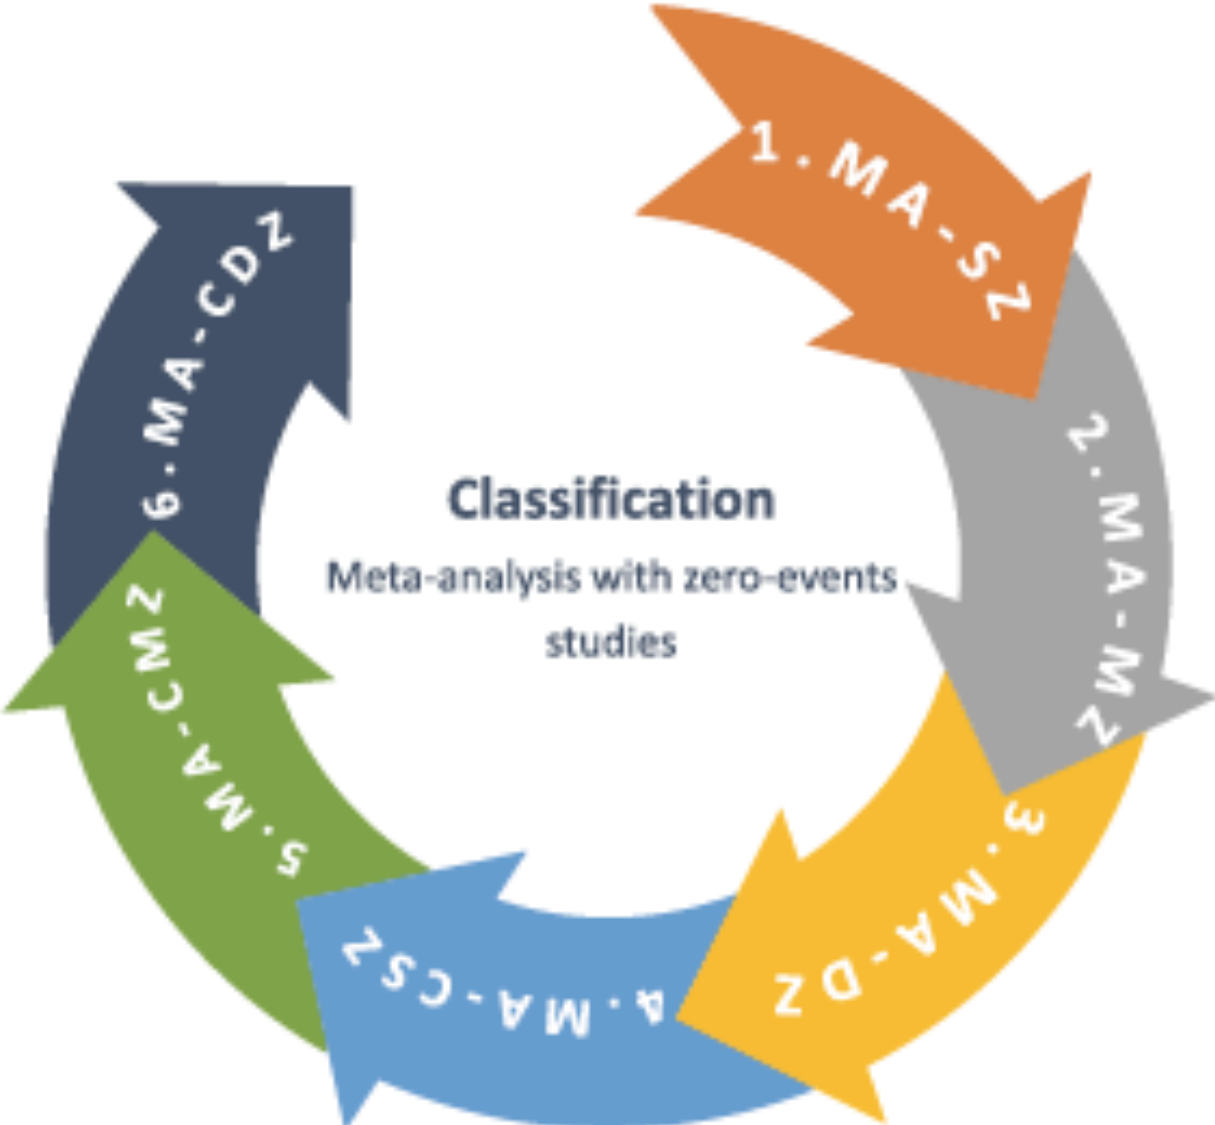 1.MA-SZ
2.MA-MZ
3.MA-DZ
4.MA-CSZ
5.MA-CMZ
6.MA-CDZ
Classification
Meta-analysis with zero-events
studies